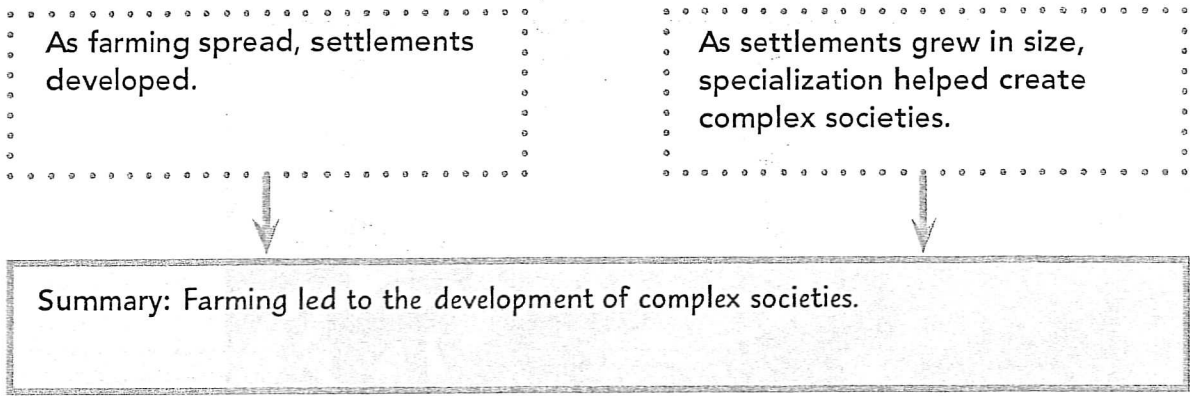 As farming spread, settlements
developed.
As settlements grew in size,
specialization helped create
complex societies.
Summary: Farming led to the development of complex societies.